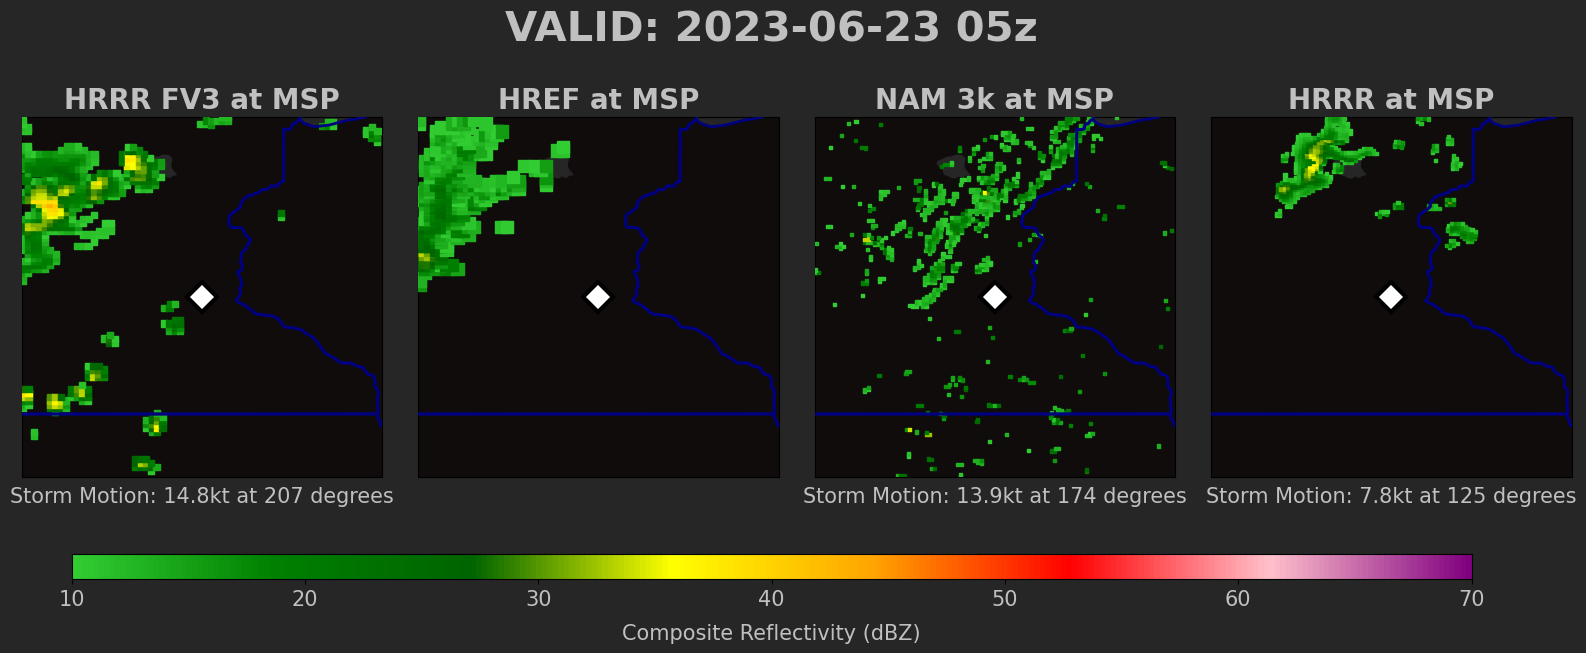 VALID: 2023-06-23 05z
HRRR FV3 at MSP
HREF at MSP
NAM 3k at MSP
HRRR at MSP
Storm Motion: 14.8kt at 207 degrees
Storm Motion: 13.9kt at 174 degrees
Storm Motion: 7.8kt at 125 degrees
10 20 30 40 50 60 70
Composite Reflectivity (dBZ)